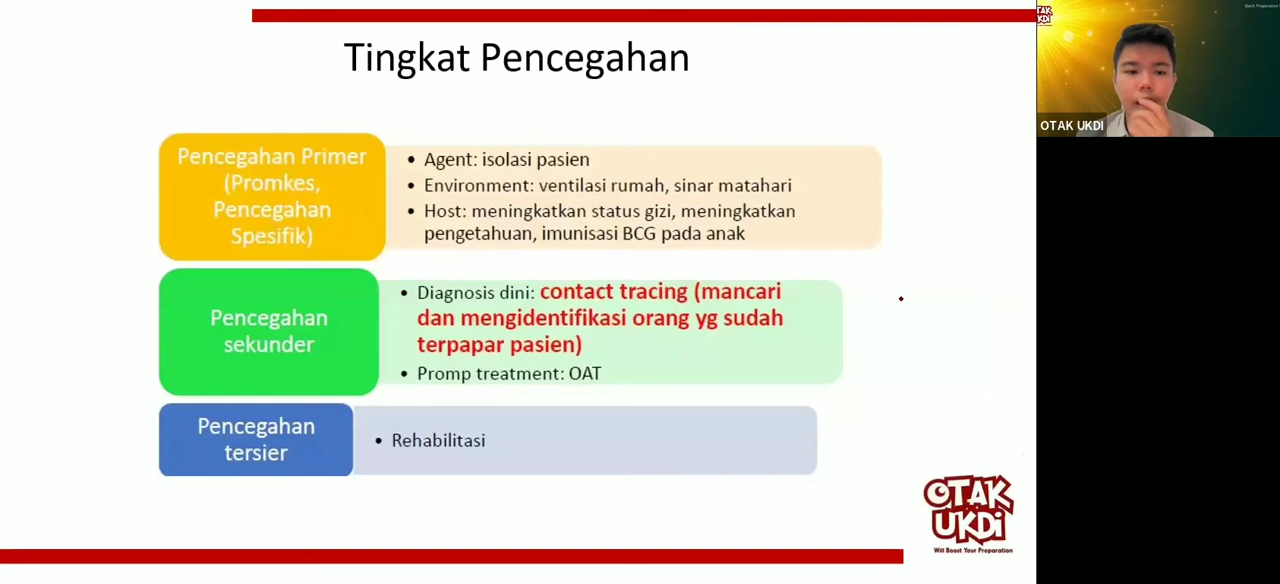 Tingkat Pencegahan
Pencegahan Primer
(Promkes,
Pencegahan
Spesifik)
• Agent: isolasi pasien
• Environment: ventilasi rumah, sinar matahari
• Host: meningkatkan status gizi, meningkatkan
pengetahuan, imunisasi BCG pada anak
Pencegahan
sekunder
• Diagnosis dini: contact tracing (mancari
dan mengidentifikasi orang yg sudah
terpapar pasien)
• Promp treatment: OAT
Pencegahan
tersier
• Rehabilitasi
OTAK
UKDI
Will Boost Your Preparation
OTAK UKDI